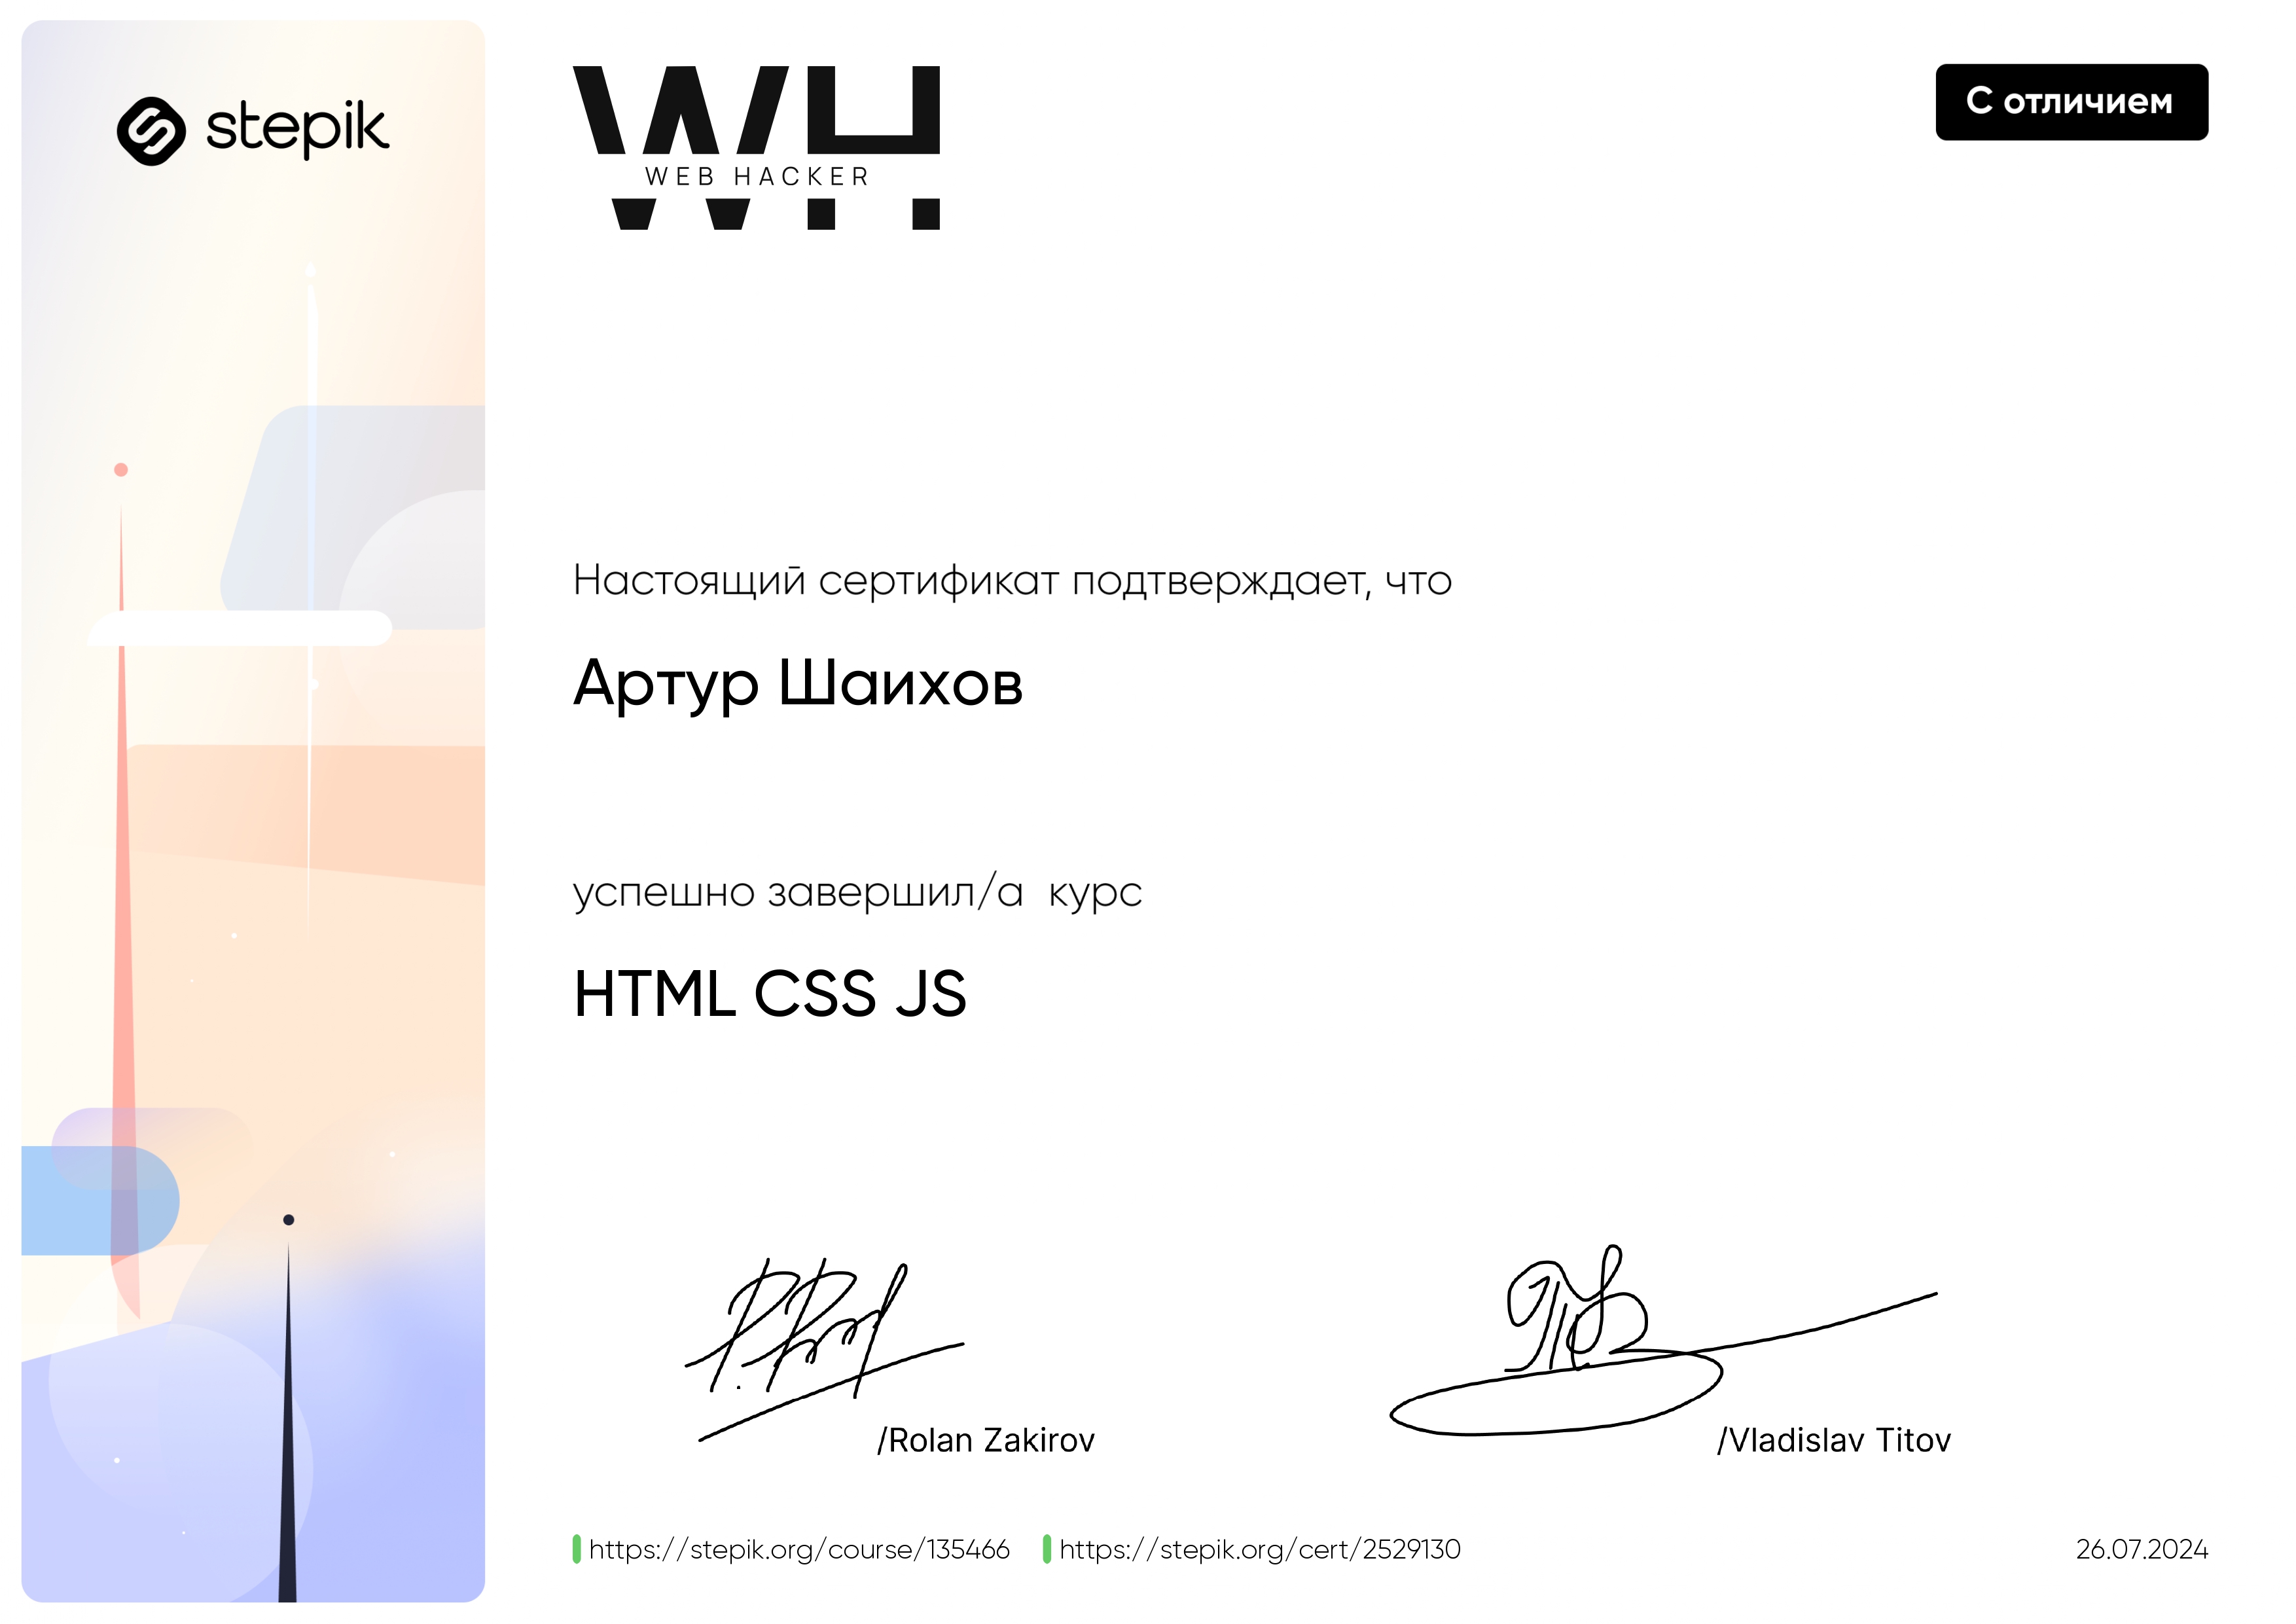 stepik
WEB HACKER
С отличием
Настоящий сертификат подтверждает, что
Артур Шаихов
успешно завершил/а курс
HTML CSS JS
/Rolan Zakirov
/Vladislav Titov
https://stepik.org/course/135466
https://stepik.org/cert/2529130
26.07.2024